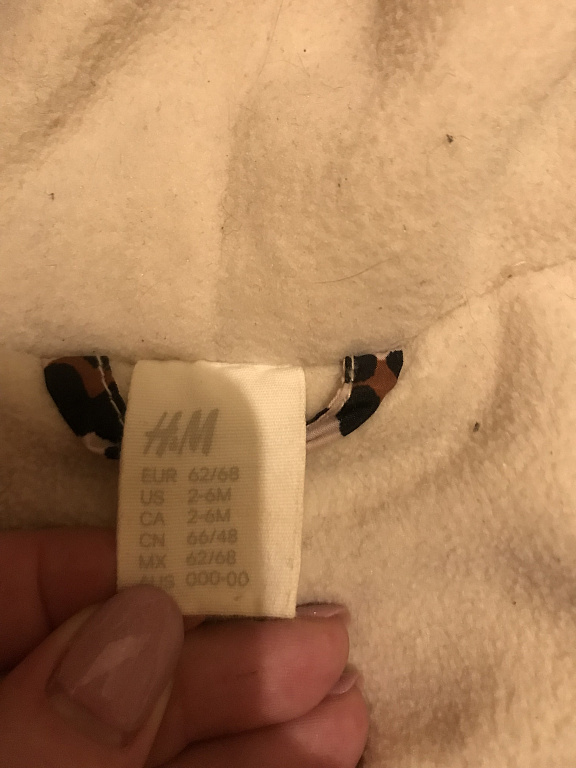 H&M
EUR 62/68
US 2-6M
CA 2-6M
CN 66/48
MX 62/68
AUS 000-00